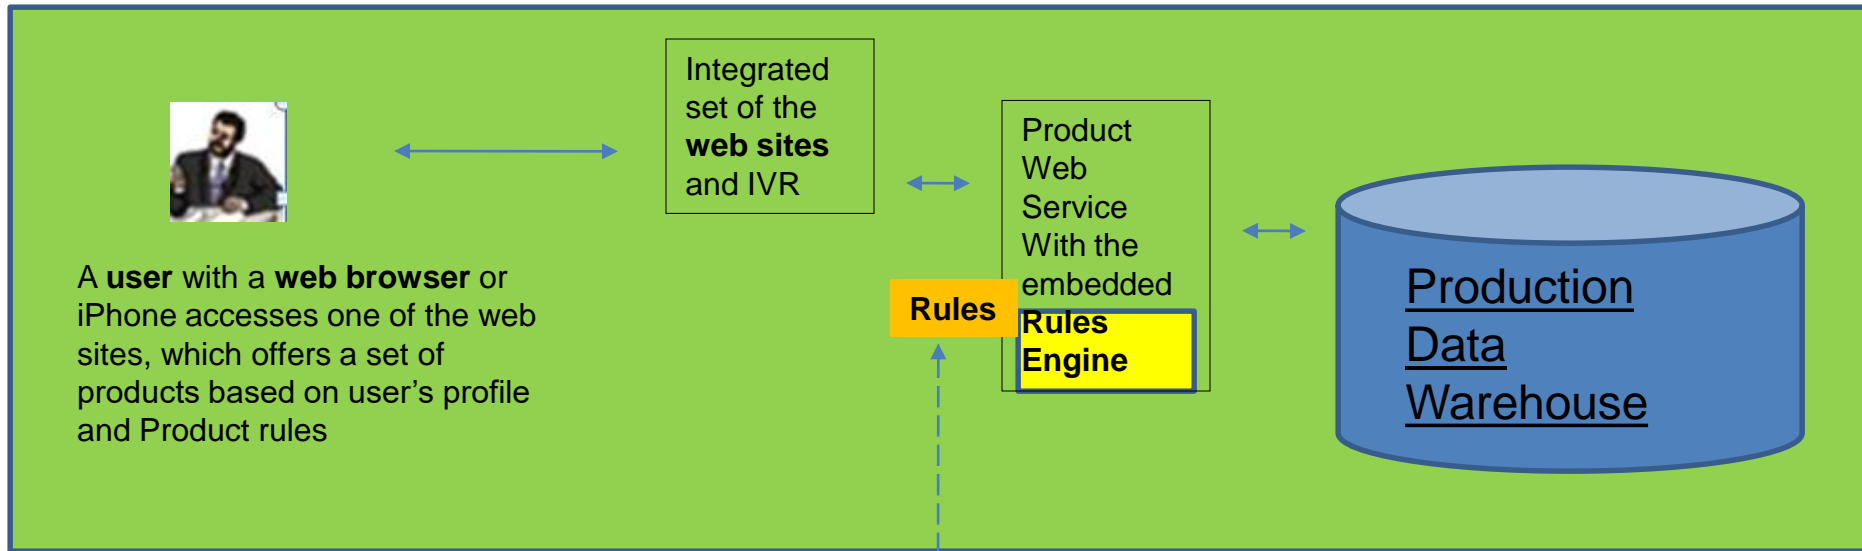 Integrated
set of the
web sites
and IVR
Product
Web
Service
With the
embedded
Rules
Engine
Rules
A user with a web browser or
iPhone accesses one of the web
sites, which offers a set of
products based on user's profile
and Product rules
Production
Data
Warehouse